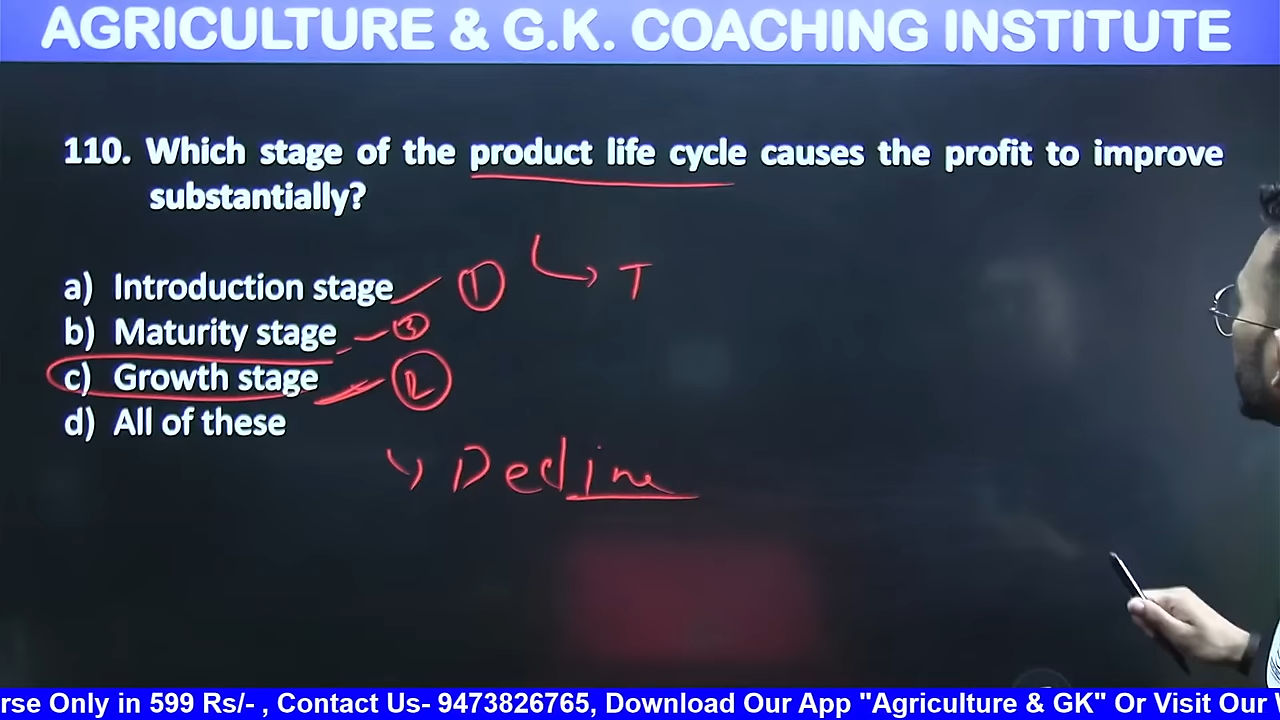 AGRICULTURE & G.K. COACHING INSTITUTE
110. Which stage of the product life cycle causes the profit to improve
substantially?
T
a) Introduction stage 1
b) Maturity stage 3
c) Growth stage 2
d) All of these
Decline
rse Only in 599 Rs/- , Contact Us- 9473826765, Download Our App "Agriculture & GK" Or Visit Our